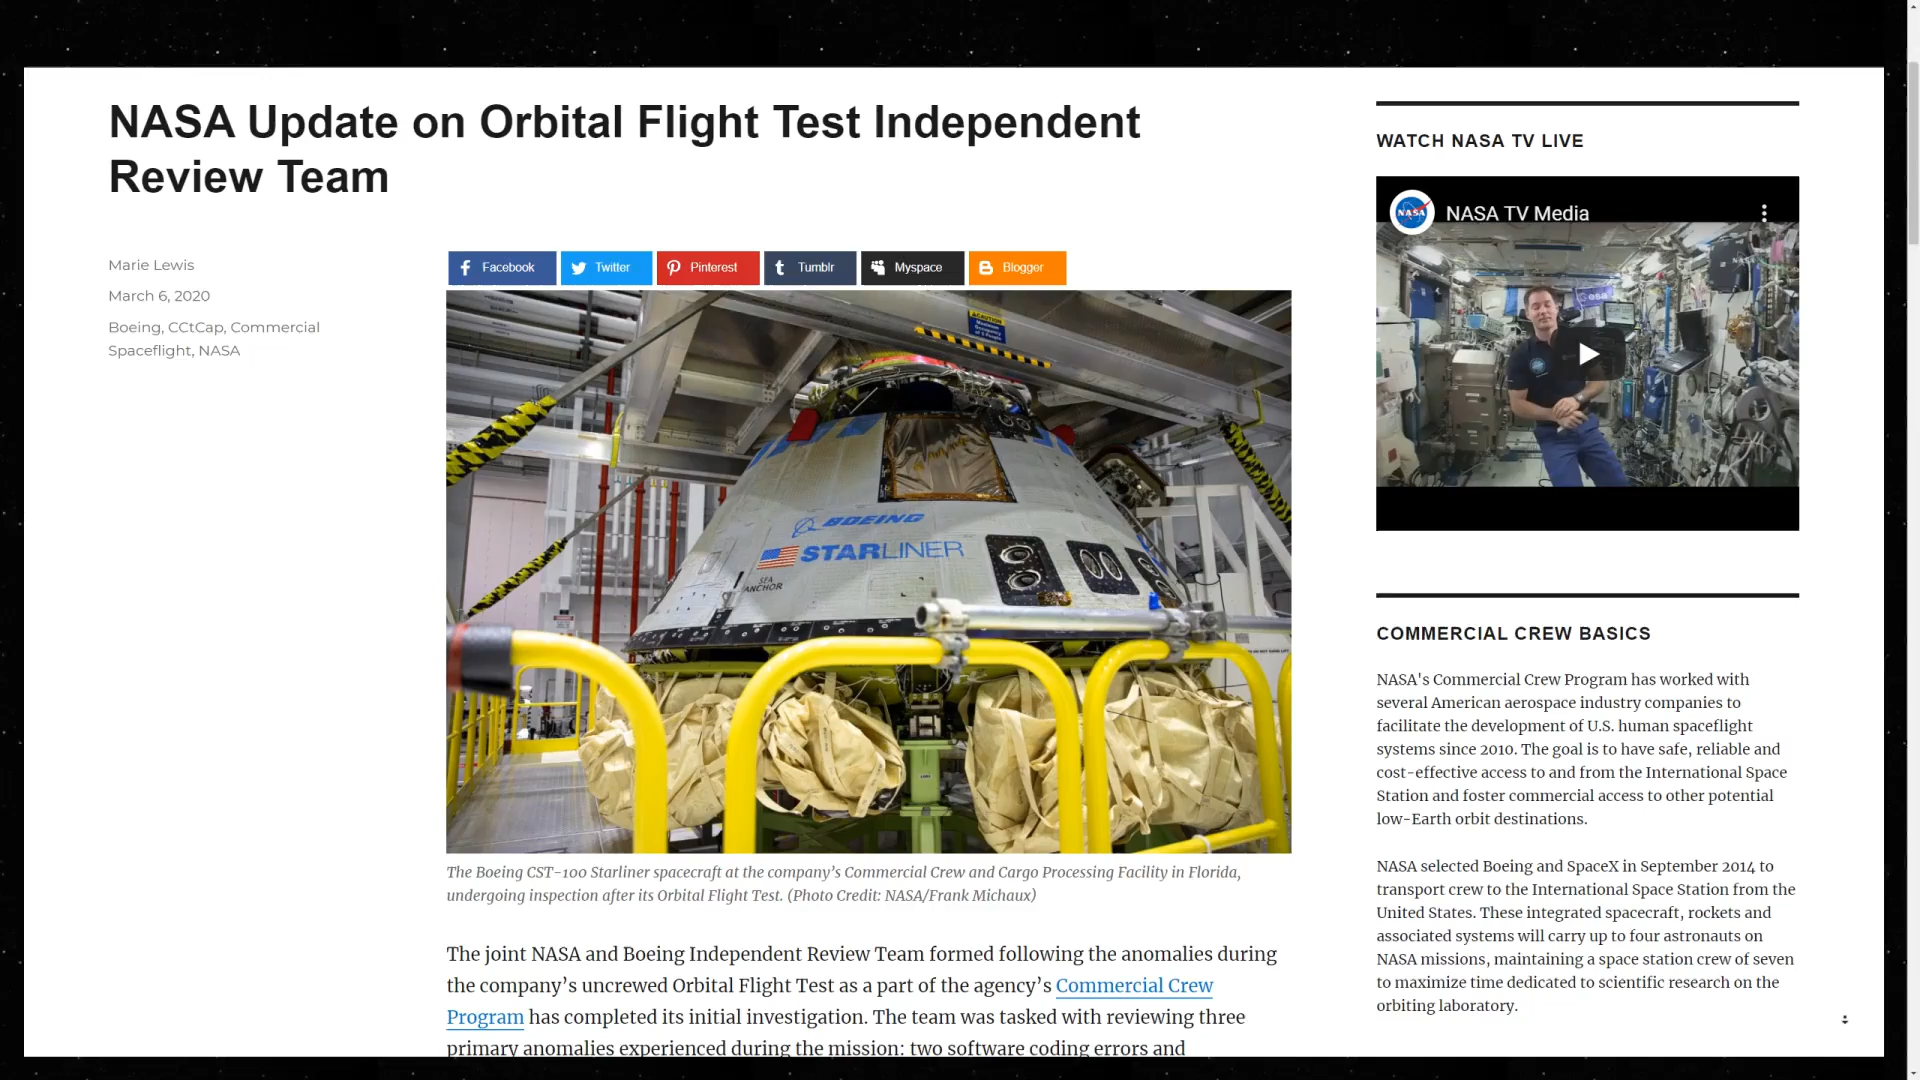 NASA Update on Orbital Flight Test Independent
Review Team
Marie Lewis
March 6, 2020
Boeing, CCtCap, Commercial
Spaceflight, NASA
Facebook
Twitter
Pinterest
Tumblr
Myspace
Blogger
CAUTION
BOEING
STARLINER
SEA
ANCHOR
The Boeing CST-100 Starliner spacecraft at the company’s Commercial Crew and Cargo Processing Facility in Florida,
undergoing inspection after its Orbital Flight Test. (Photo Credit: NASA/Frank Michaux)
The joint NASA and Boeing Independent Review Team formed following the anomalies during
the company’s uncrewed Orbital Flight Test as a part of the agency’s Commercial Crew
Program has completed its initial investigation. The team was tasked with reviewing three
primary anomalies experienced during the mission: two software coding errors and
WATCH NASA TV LIVE
NASA
NASA TV Media
esa
COMMERCIAL CREW BASICS
NASA's Commercial Crew Program has worked with
several American aerospace industry companies to
facilitate the development of U.S. human spaceflight
systems since 2010. The goal is to have safe, reliable and
cost-effective access to and from the International Space
Station and foster commercial access to other potential
low-Earth orbit destinations.
NASA selected Boeing and SpaceX in September 2014 to
transport crew to the International Space Station from the
United States. These integrated spacecraft, rockets and
associated systems will carry up to four astronauts on
NASA missions, maintaining a space station crew of seven
to maximize time dedicated to scientific research on the
orbiting laboratory.